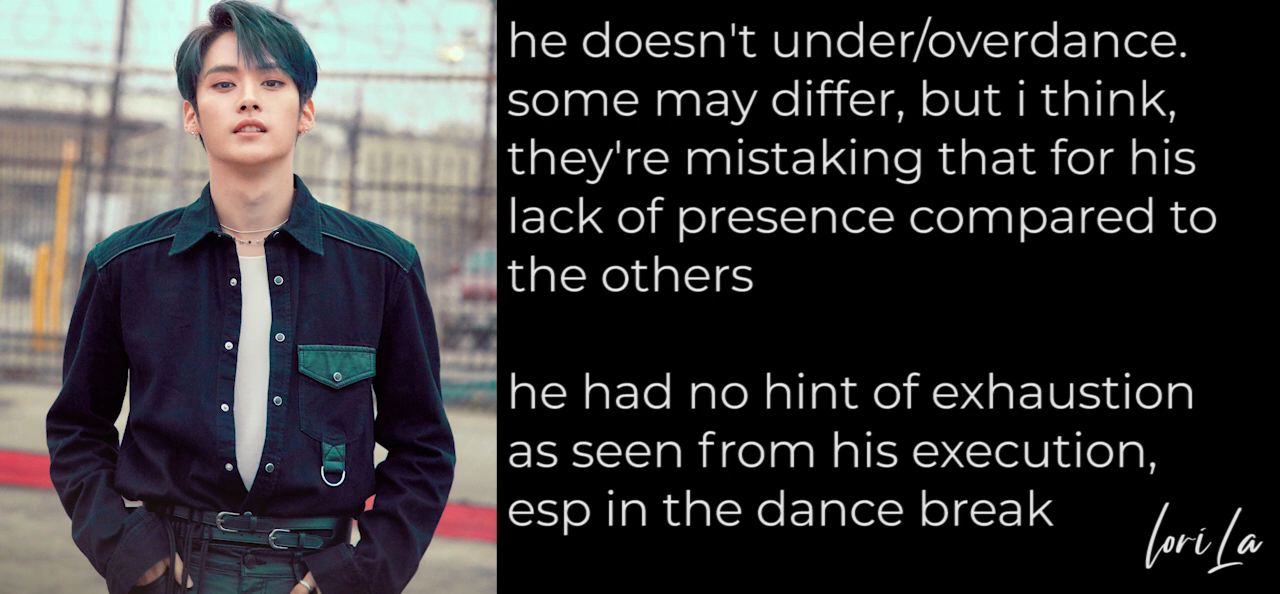 he doesn't under/overdance.
some may differ, but i think,
they're mistaking that for his
lack of presence compared to
the others
he had no hint of exhaustion
as seen from his execution,
esp in the dance break
lori La